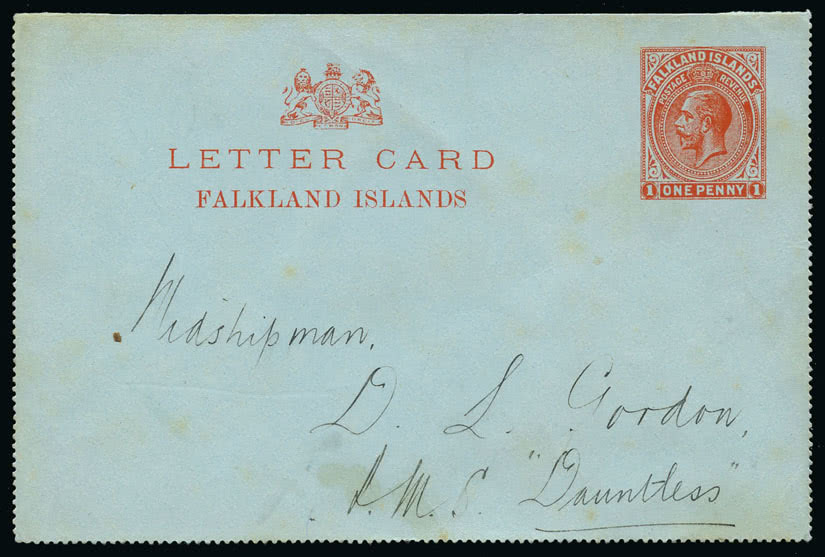 LETTER CARD
FALKLAND ISLANDS
FALKLAND ISLANDS
POSTAGE REVENUE
1 ONE PENNY 1
Midshipman,
D. L. Gordon,
H.M.S. "Dauntless"